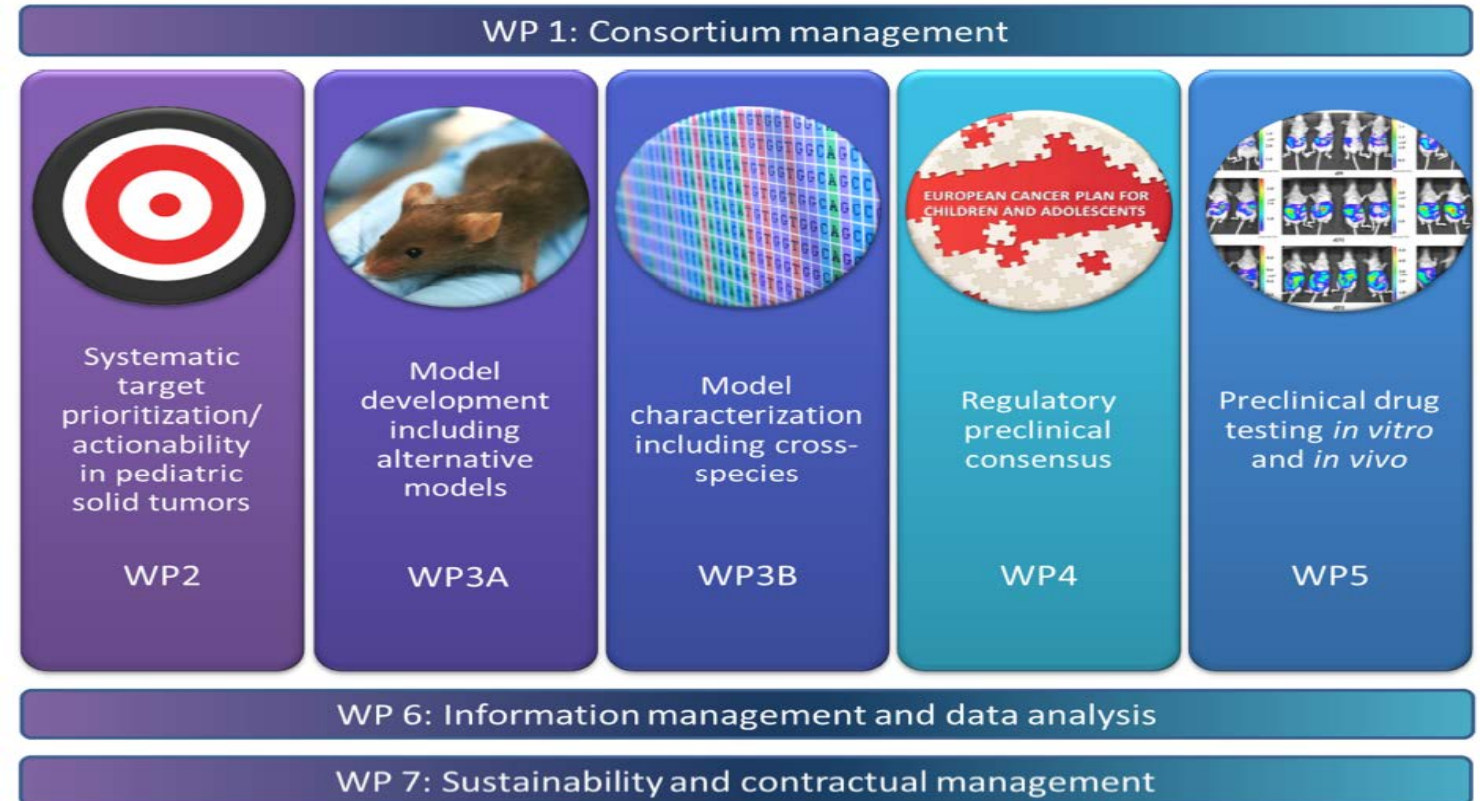 WP 1: Consortium management
EUROPEAN CANCER PLAN FOR
CHILDREN AND ADOLESCENTS
Systematic
target
prioritization/
actionability
in pediatric
solid tumors
WP2
Model
development
including
alternative
models
WP3A
Model
characterization
including cross-
species
WP3B
Regulatory
preclinical
consensus
WP4
Preclinical drug
testing in vitro
and in vivo
WP5
WP 6: Information management and data analysis
WP 7: Sustainability and contractual management